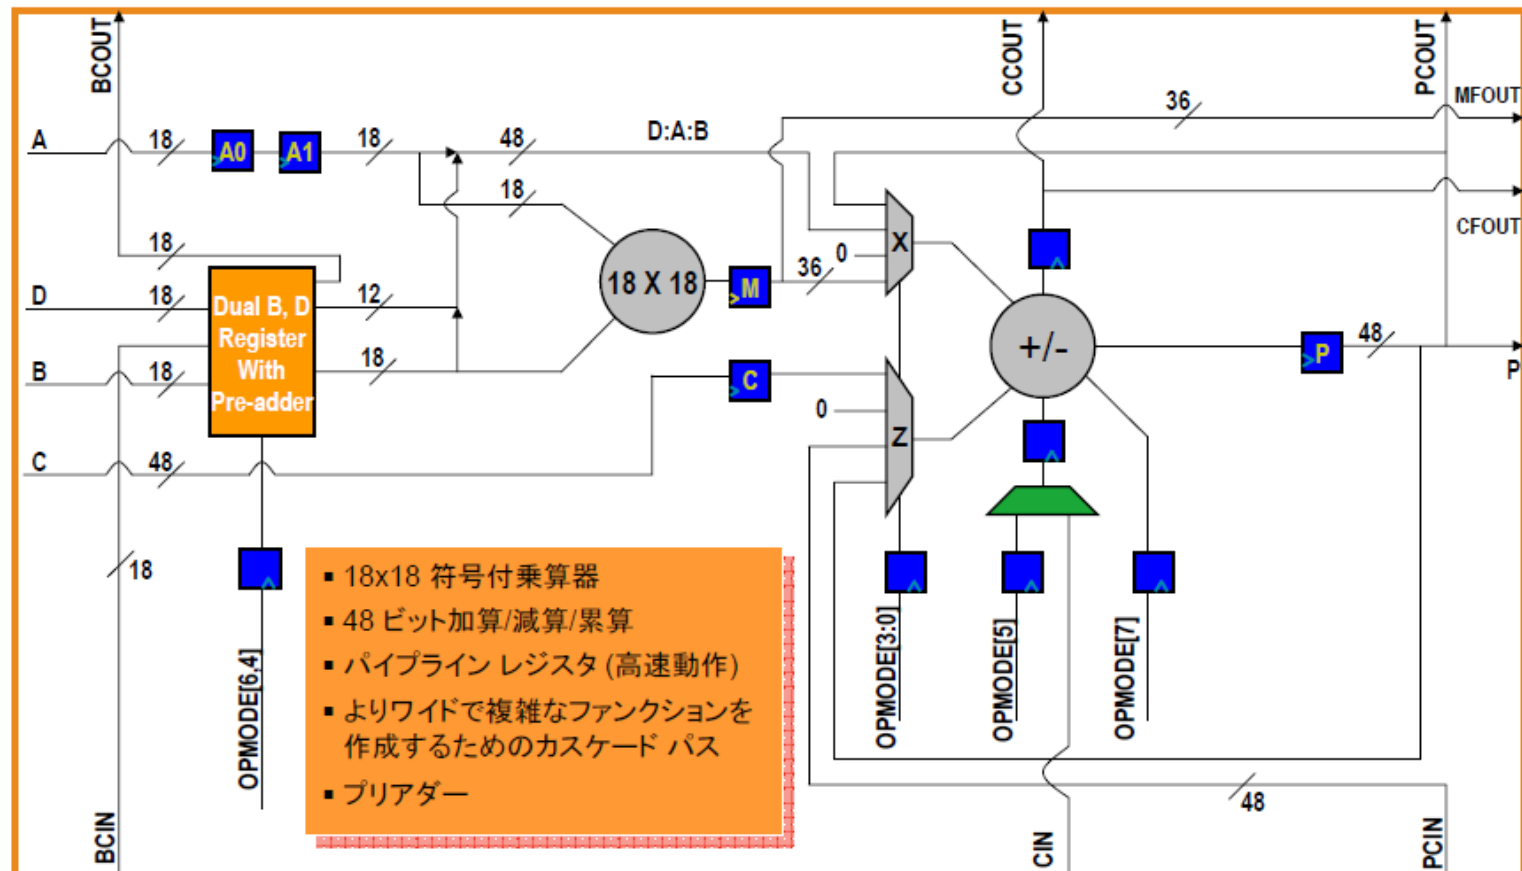 BCOUT
CCOUT
PCOUT
MFOUT
36
A
18
A0
A1
18
48
D:A:B
18
CFOUT
18
X
0
36
D
18
Dual B, D
Register
With
Pre-adder
12
18 X 18
M
+/-
B
18
18
C
0
Z
P
48
P
C
48
18
▪ 18x18 符号付乗算器
▪ 48 ビット加算/減算/累算
▪ パイプライン レジスタ (高速動作)
▪ よりワイドで複雑なファンクションを
作成するためのカスケード パス
▪ プリアダー
OPMODE[6,4]
OPMODE[3:0]
OPMODE[5]
OPMODE[7]
48
BCIN
CIN
PCIN